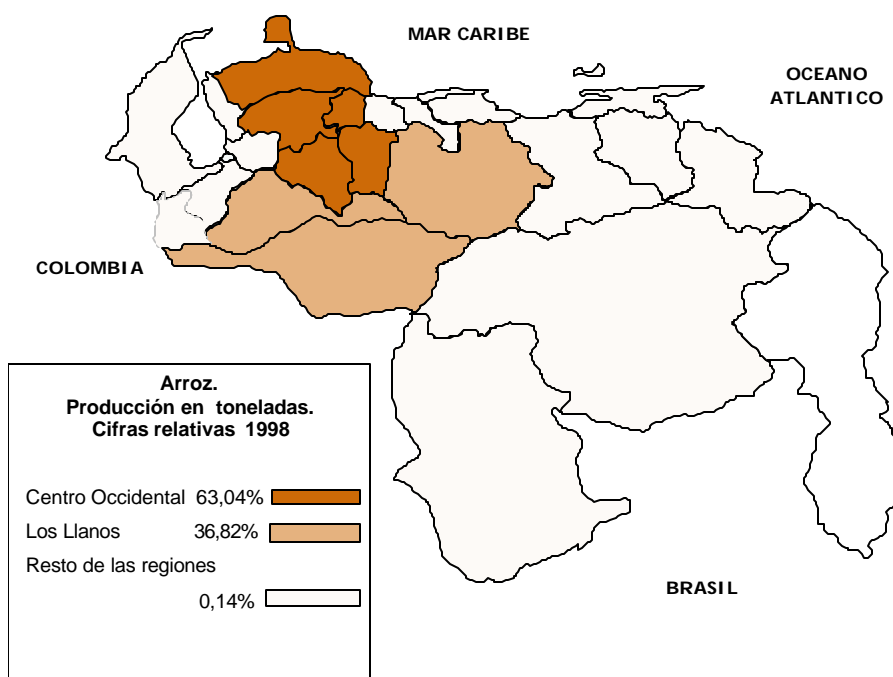 MAR CARIBE
OCEANO
ATLANTICO
COLOMBIA
Arroz.
Producción en toneladas.
Cifras relativas 1998
Centro Occidental 63,04%
Los Llanos 36,82%
Resto de las regiones
0,14%
BRASIL